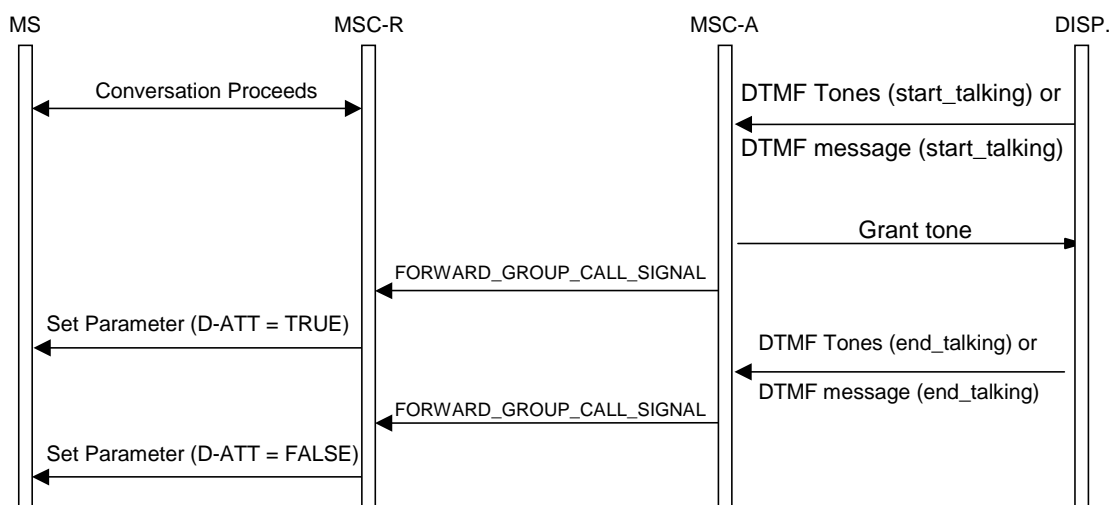 MS
MSC-R
MSC-A
DISP.
Conversation Proceeds
DTMF Tones (start_talking) or
DTMF message (start_talking)
Grant tone
FORWARD_GROUP_CALL_SIGNAL
Set Parameter (D-ATT = TRUE)
DTMF Tones (end_talking) or
DTMF message (end_talking)
FORWARD_GROUP_CALL_SIGNAL
Set Parameter (D-ATT = FALSE)